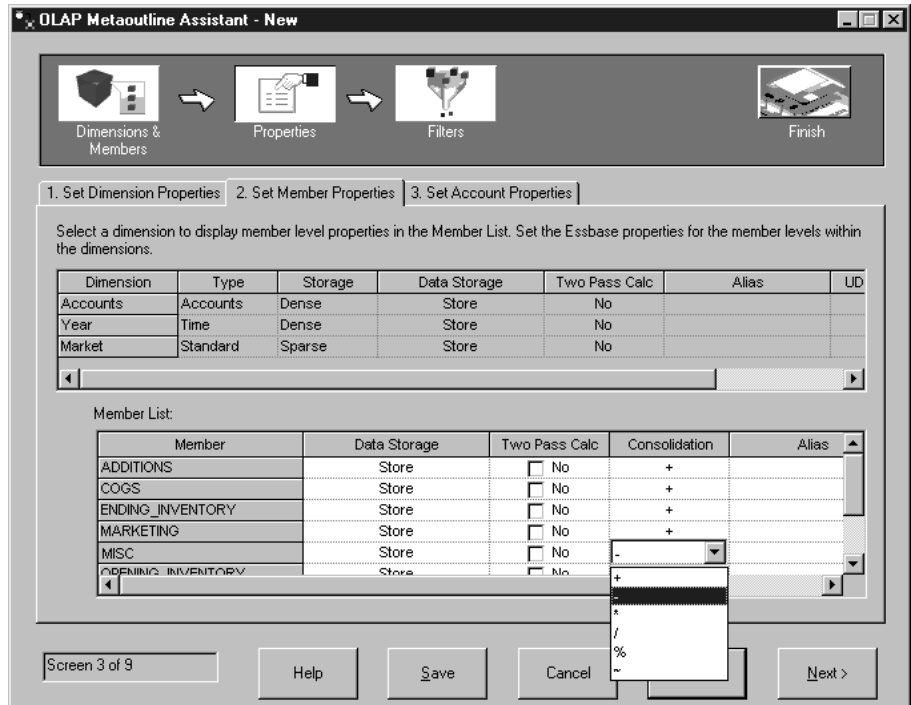 OLAP Metaoutline Assistant - New
Dimensions & Members
Properties
Filters
Finish
1. Set Dimension Properties
2. Set Member Properties
3. Set Account Properties
Select a dimension to display member level properties in the Member List. Set the Essbase properties for the member levels within
the dimensions.
Dimension Type Storage Data Storage Two Pass Calc Alias UD
Accounts Accounts Dense Store No
Year Time Dense Store No
Market Standard Sparse Store No
Member List:
Member Data Storage Two Pass Calc Consolidation Alias
ADDITIONS Store No +
COGS Store No +
ENDING_INVENTORY Store No +
MARKETING Store No +
MISC Store No -
OPENING_INVENTORY Store No
+
-
*
/
%
~
Screen 3 of 9
Help
Save
Cancel
Next >